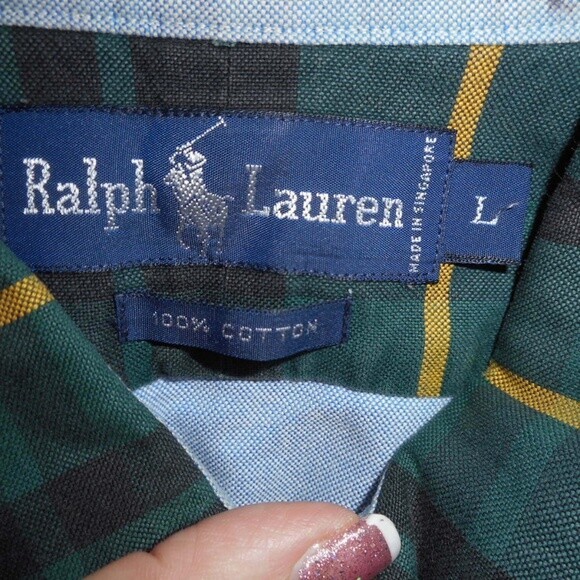 Ralph Lauren
MADE IN SINGAPORE
L
100% COTTON